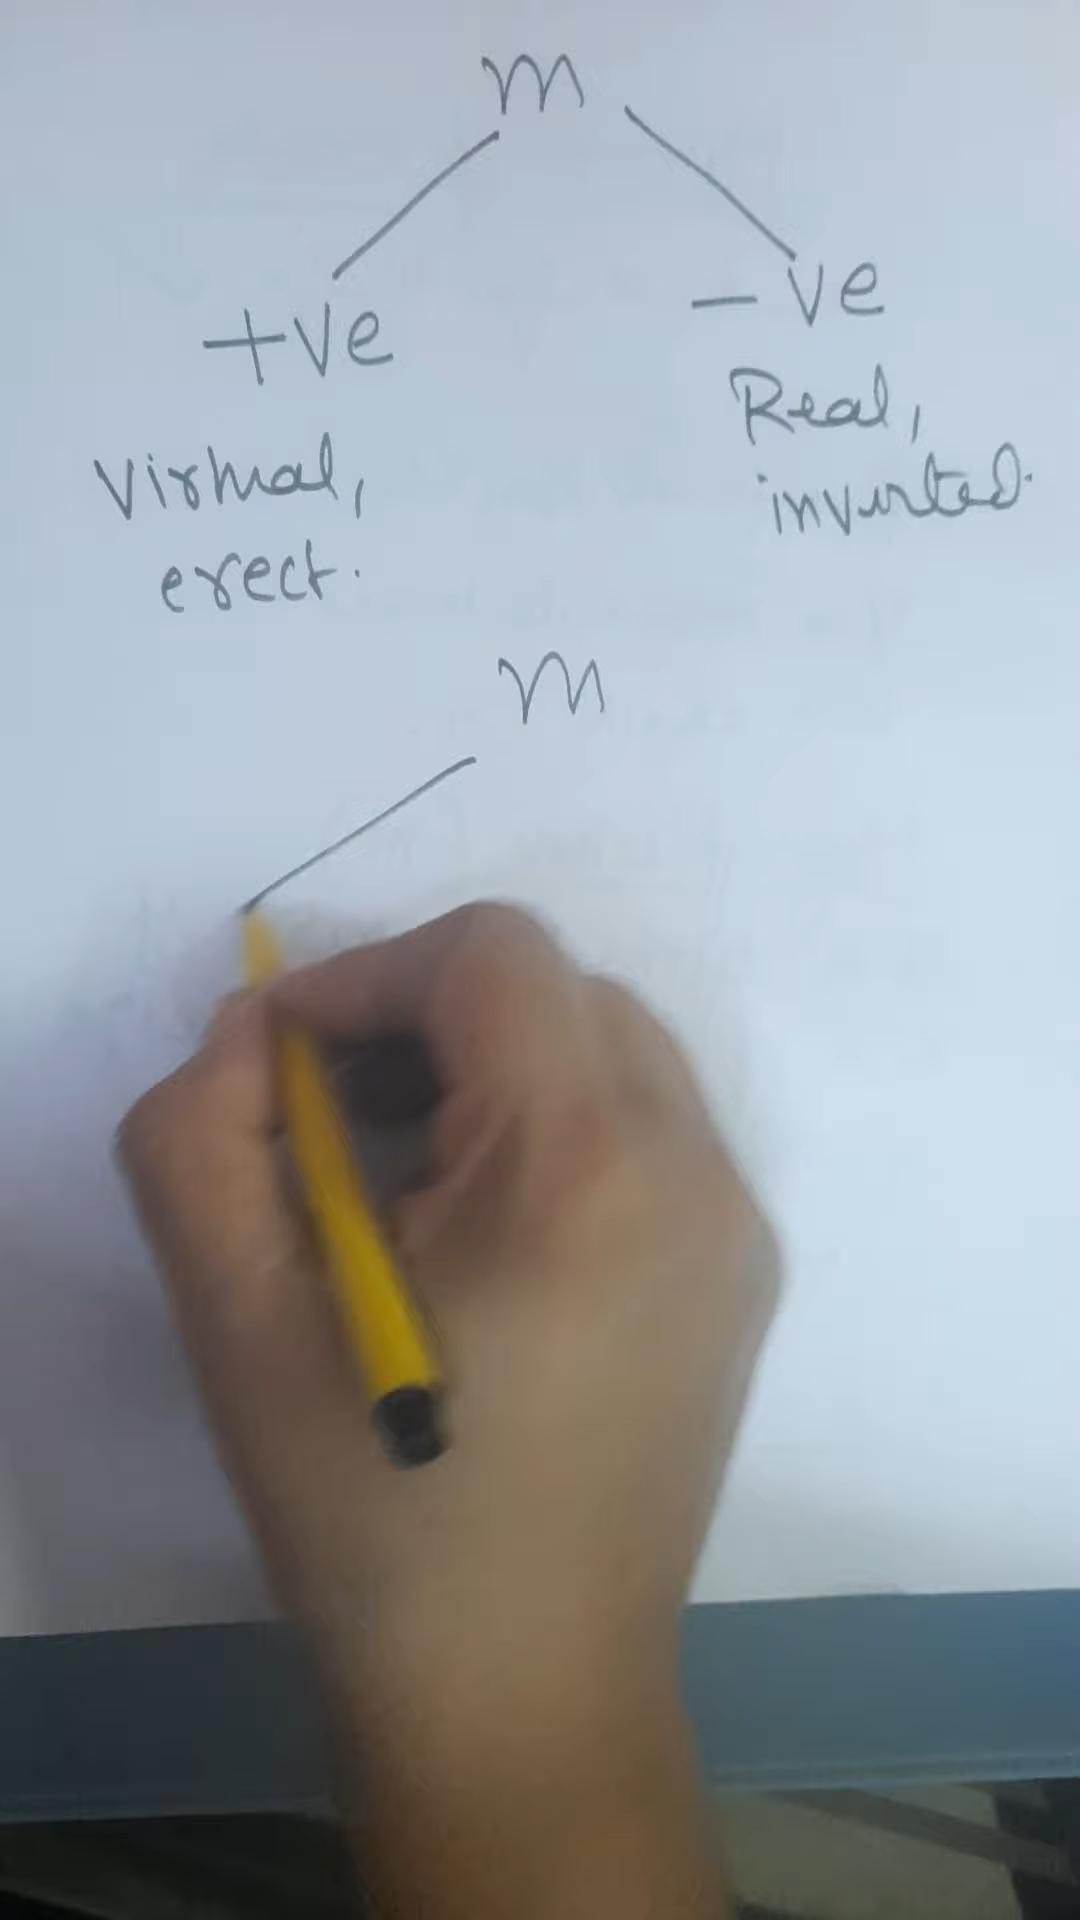 m
+ve
- ve
Virtual,
erect.
Real,
inverted.
m